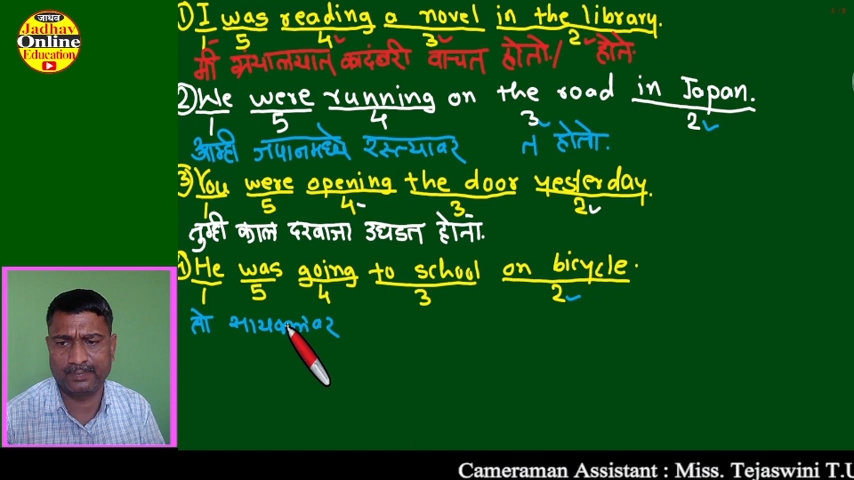 जाधव
Jadhav
Online
Education
1) I was reading a novel in the library.
1 5 4 3 2
मी ग्रंथालयात कादंबरी वाचत होतो/ होते.
2) We were running on the road in Japan.
1 5 4 3 2
आम्ही जपानमध्ये रस्त्यावर त होतो.
3) You were opening the door yesterday.
1 5 4 3 2
तुम्ही काल दरवाजा उघडत होता.
He was going to school on bicycle.
1 5 4 3 2
तो
Cameraman Assistant : Miss. Tejaswini T.U